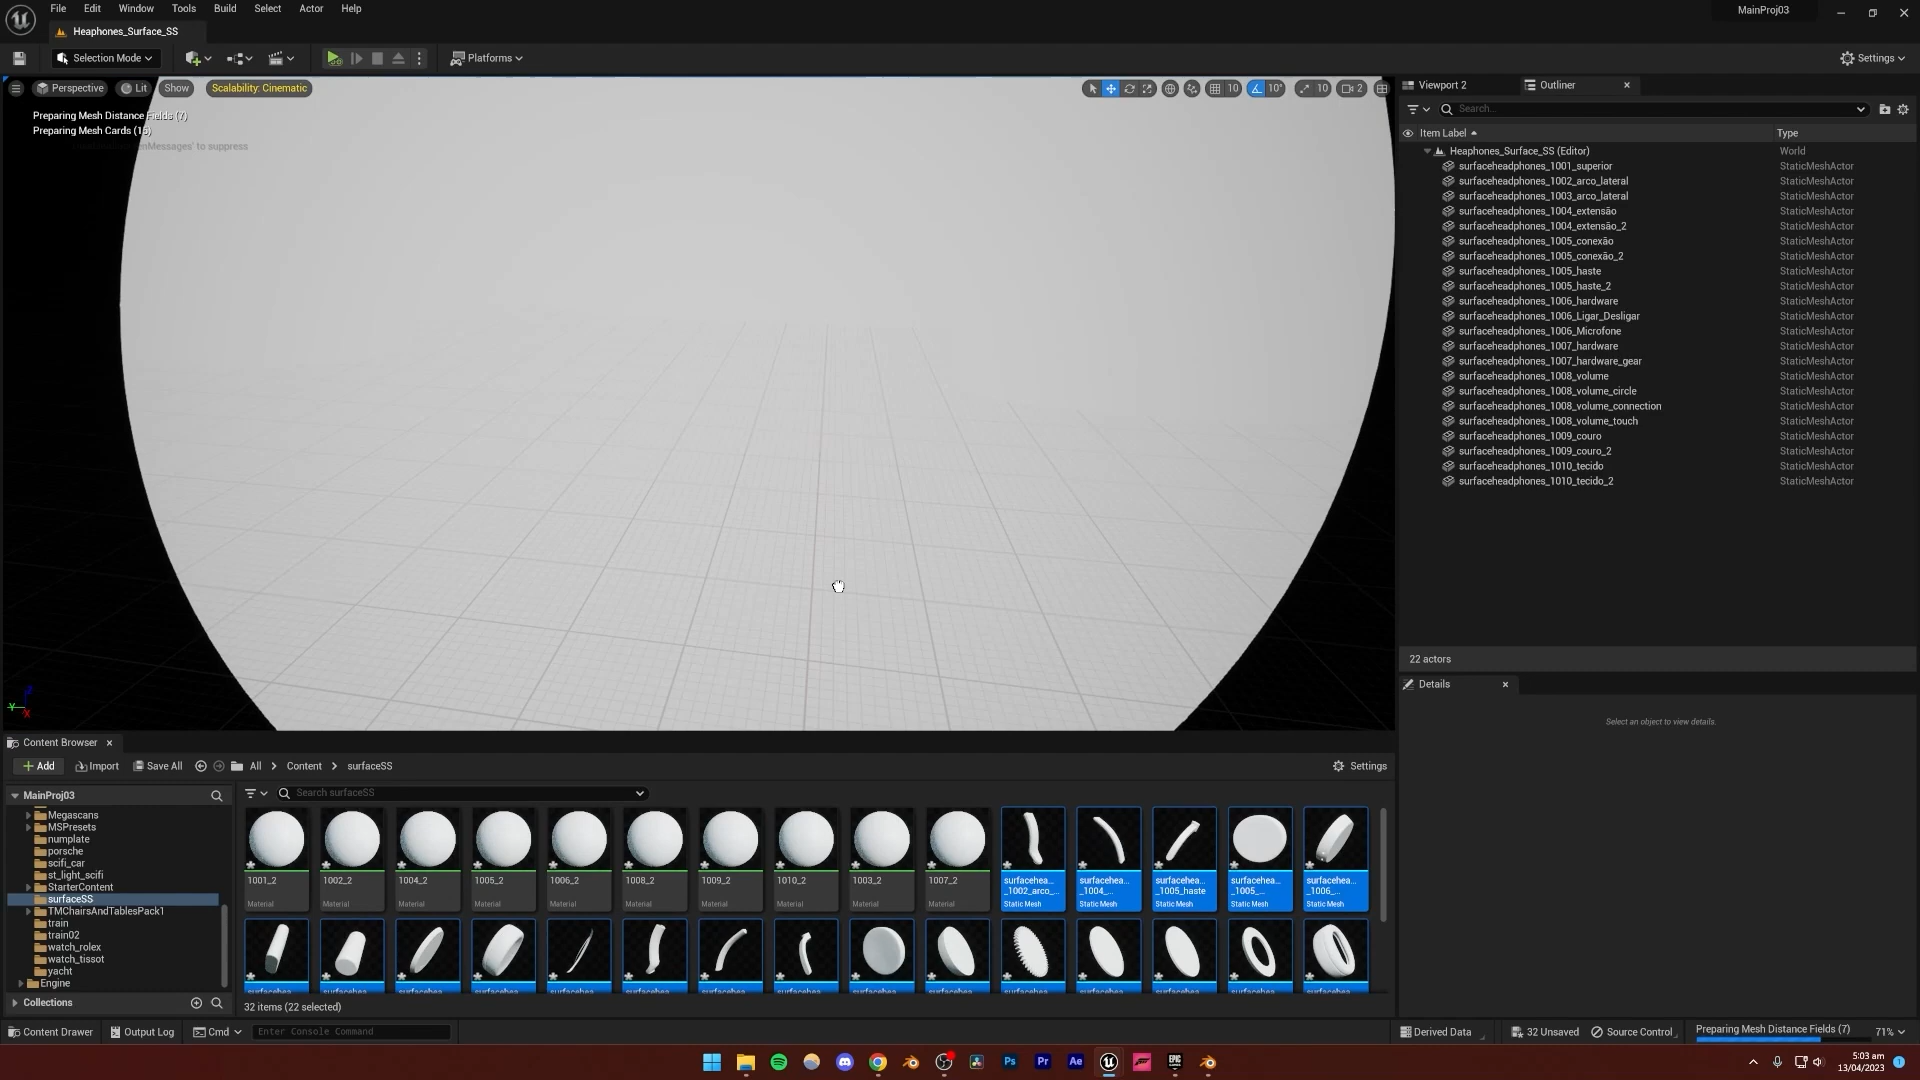 File Edit Window Tools Build Select Actor Help
MainProj03
Heaphones_Surface_SS
Selection Mode
Platforms
Settings
Perspective Lit Show Scalability: Cinematic
10 10° 10 2
Preparing Mesh Distance Fields (7)
Preparing Mesh Cards (15)
nMessages' to suppress
Viewport 2
Outliner
Search...
Item Label Type
Heaphones_Surface_SS (Editor) World
surfaceheadphones_1001_superior StaticMeshActor
surfaceheadphones_1002_arco_lateral StaticMeshActor
surfaceheadphones_1003_arco_lateral StaticMeshActor
surfaceheadphones_1004_extensão StaticMeshActor
surfaceheadphones_1004_extensão_2 StaticMeshActor
surfaceheadphones_1005_conexão StaticMeshActor
surfaceheadphones_1005_conexão_2 StaticMeshActor
surfaceheadphones_1005_haste StaticMeshActor
surfaceheadphones_1005_haste_2 StaticMeshActor
surfaceheadphones_1006_hardware StaticMeshActor
surfaceheadphones_1006_Ligar_Desligar StaticMeshActor
surfaceheadphones_1006_Microfone StaticMeshActor
surfaceheadphones_1007_hardware StaticMeshActor
surfaceheadphones_1007_hardware_gear StaticMeshActor
surfaceheadphones_1008_volume StaticMeshActor
surfaceheadphones_1008_volume_circle StaticMeshActor
surfaceheadphones_1008_volume_connection StaticMeshActor
surfaceheadphones_1008_volume_touch StaticMeshActor
surfaceheadphones_1009_couro StaticMeshActor
surfaceheadphones_1009_couro_2 StaticMeshActor
surfaceheadphones_1010_tecido StaticMeshActor
surfaceheadphones_1010_tecido_2 StaticMeshActor
22 actors
Details
Select an object to view details.
Content Browser
Add Import Save All All Content surfaceSS Settings
MainProj03
Megascans
MSPresets
numplate
porsche
scifi_car
st_light_scifi
StarterContent
surfaceSS
TMChairsAndTablesPack1
train
train02
watch_rolex
watch_tissot
yacht
Engine
Collections
Search surfaceSS
1001_2 1002_2 1004_2 1005_2 1006_2 1008_2 1009_2 1010_2 1003_2 1007_2
Material Material Material Material Material Material Material Material Material Material
surfacehea... surfacehea... surfacehea... surfacehea... surfacehea...
_1002_arco_... _1004_... _1005_haste _1005_... _1006_...
Static Mesh Static Mesh Static Mesh Static Mesh Static Mesh
32 items (22 selected)
Content Drawer Output Log Cmd Enter Console Command
Derived Data 32 Unsaved Source Control
Preparing Mesh Distance Fields (7) 71%
Ps Pr Ae EPIC
5:03 am
13/04/2023
1